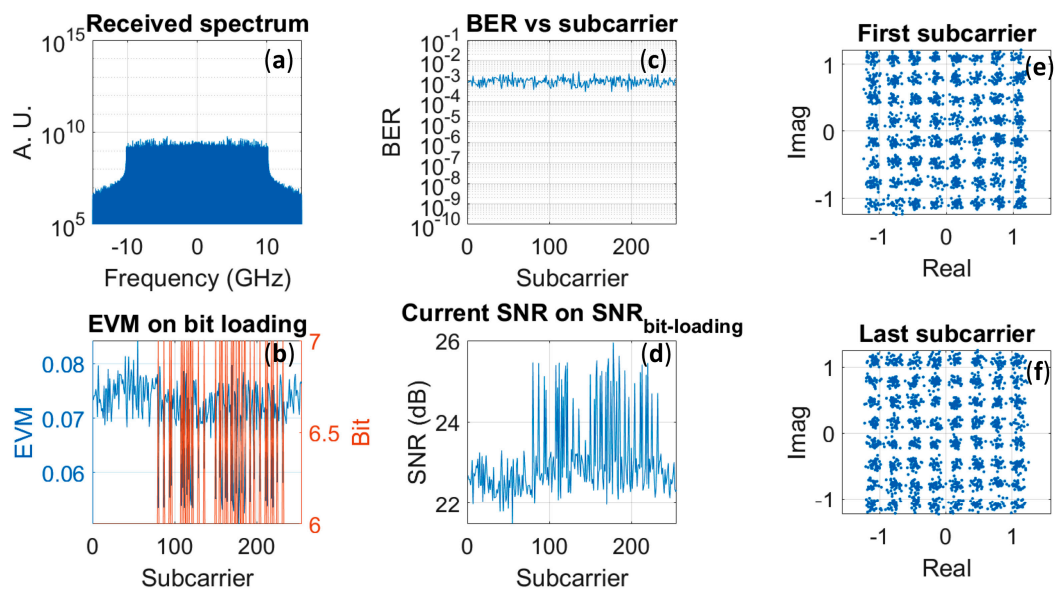 Received spectrum
(a)
A. U.
10^15
10^10
10^5
-10 0 10
Frequency (GHz)
BER vs subcarrier
(c)
BER
10^-1
10^-2
10^-3
10^-4
10^-5
10^-6
10^-7
10^-8
10^-9
10^-10
0 100 200
Subcarrier
First subcarrier
(e)
Imag
1
0
-1
-1 0 1
Real
EVM on bit loading
(b)
EVM
0.08
0.07
0.06
7
6.5
6
Bit
0 100 200
Subcarrier
Current SNR on SNR_bit-loading
(d)
SNR (dB)
26
24
22
0 100 200
Subcarrier
Last subcarrier
(f)
Imag
1
0
-1
-1 0 1
Real